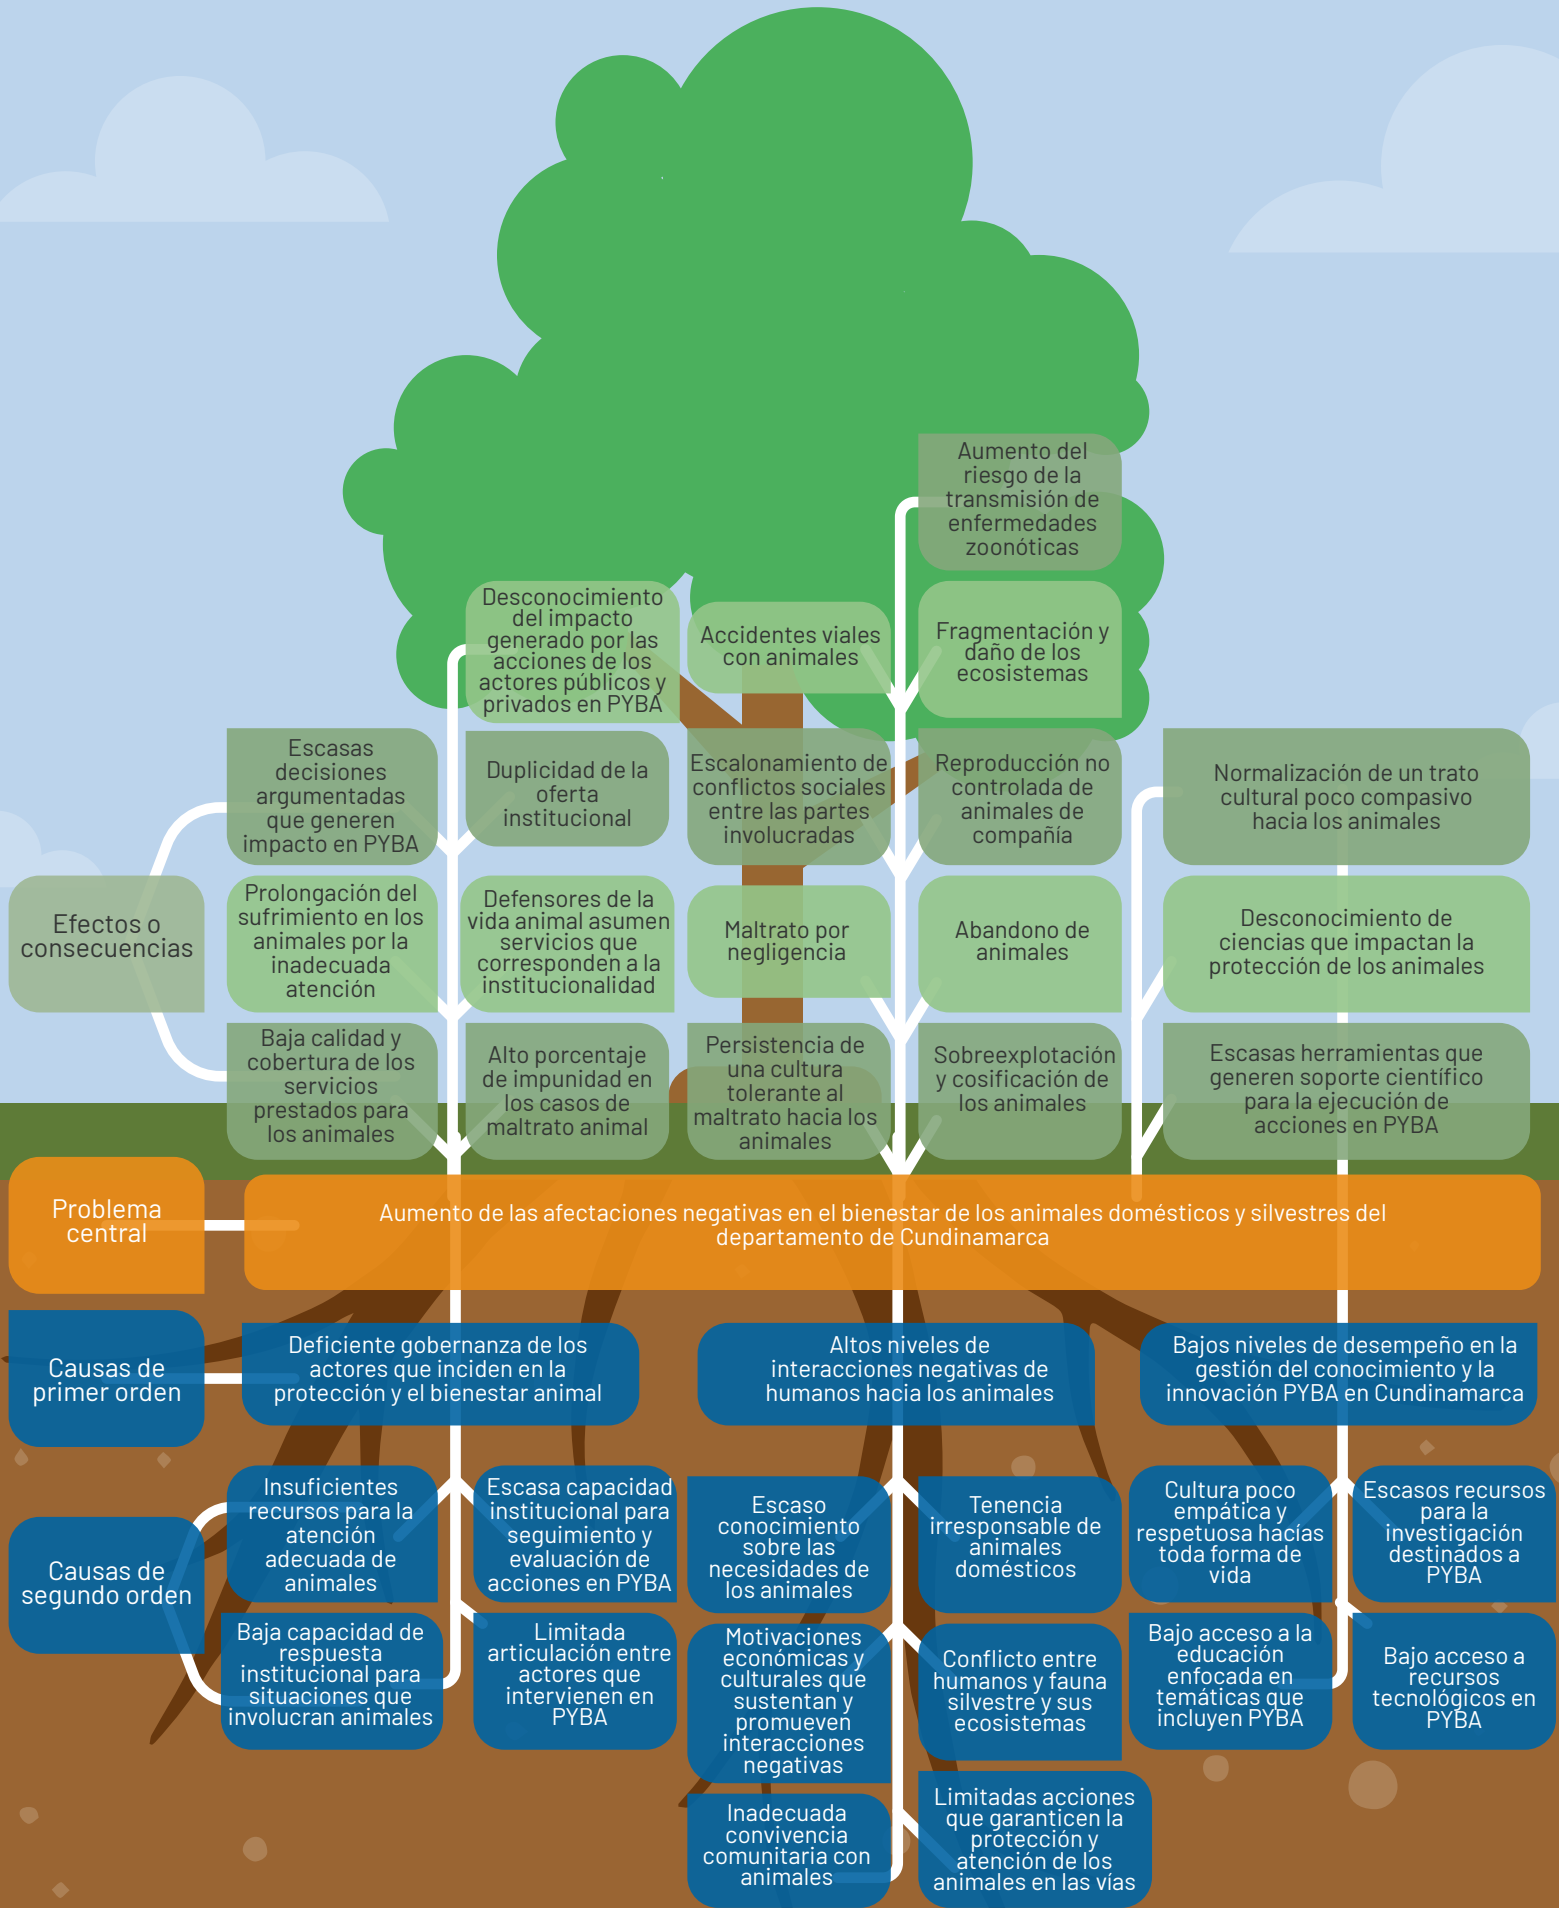 Aumento del
riesgo de la
transmisión de
enfermedades
zoonóticas
Desconocimiento
del impacto
generado por las
acciones de los
actores públicos y
privados en PYBA
Accidentes viales
con animales
Fragmentación y
daño de los
ecosistemas
Escasas
decisiones
argumentadas
que generen
impacto en PYBA
Duplicidad de la
oferta
institucional
Escalonamiento de
conflictos sociales
entre las partes
involucradas
Reproducción no
controlada de
animales de
compañía
Normalización de un trato
cultural poco compasivo
hacia los animales
Efectos o
consecuencias
Prolongación del
sufrimiento en los
animales por la
inadecuada
atención
Defensores de la
vida animal asumen
servicios que
corresponden a la
institucionalidad
Maltrato por
negligencia
Abandono de
animales
Desconocimiento de
ciencias que impactan la
protección de los animales
Baja calidad y
cobertura de los
servicios
prestados para
los animales
Alto porcentaje
de impunidad en
los casos de
maltrato animal
Persistencia de
una cultura
tolerante al
maltrato hacia los
animales
Sobreexplotación
y cosificación de
los animales
Escasas herramientas que
generen soporte científico
para la ejecución de
acciones en PYBA
Problema
central
Aumento de las afectaciones negativas en el bienestar de los animales domésticos y silvestres del
departamento de Cundinamarca
Causas de
primer orden
Deficiente gobernanza de los
actores que inciden en la
protección y el bienestar animal
Altos niveles de
interacciones negativas de
humanos hacia los animales
Bajos niveles de desempeño en la
gestión del conocimiento y la
innovación PYBA en Cundinamarca
Causas de
segundo orden
Insuficientes
recursos para la
atención
adecuada de
animales
Escasa capacidad
institucional para
seguimiento y
evaluación de
acciones en PYBA
Escaso
conocimiento
sobre las
necesidades de
los animales
Tenencia
irresponsable de
animales
domésticos
Cultura poco
empática y
respetuosa hacías
toda forma de
vida
Escasos recursos
para la
investigación
destinados a
PYBA
Baja capacidad de
respuesta
institucional para
situaciones que
involucran animales
Limitada
articulación entre
actores que
intervienen en
PYBA
Motivaciones
económicas y
culturales que
sustentan y
promueven
interacciones
negativas
Conflicto entre
humanos y fauna
silvestre y sus
ecosistemas
Bajo acceso a la
educación
enfocada en
temáticas que
incluyen PYBA
Bajo acceso a
recursos
tecnológicos en
PYBA
Inadecuada
convivencia
comunitaria con
animales
Limitadas acciones
que garanticen la
protección y
atención de los
animales en las vías